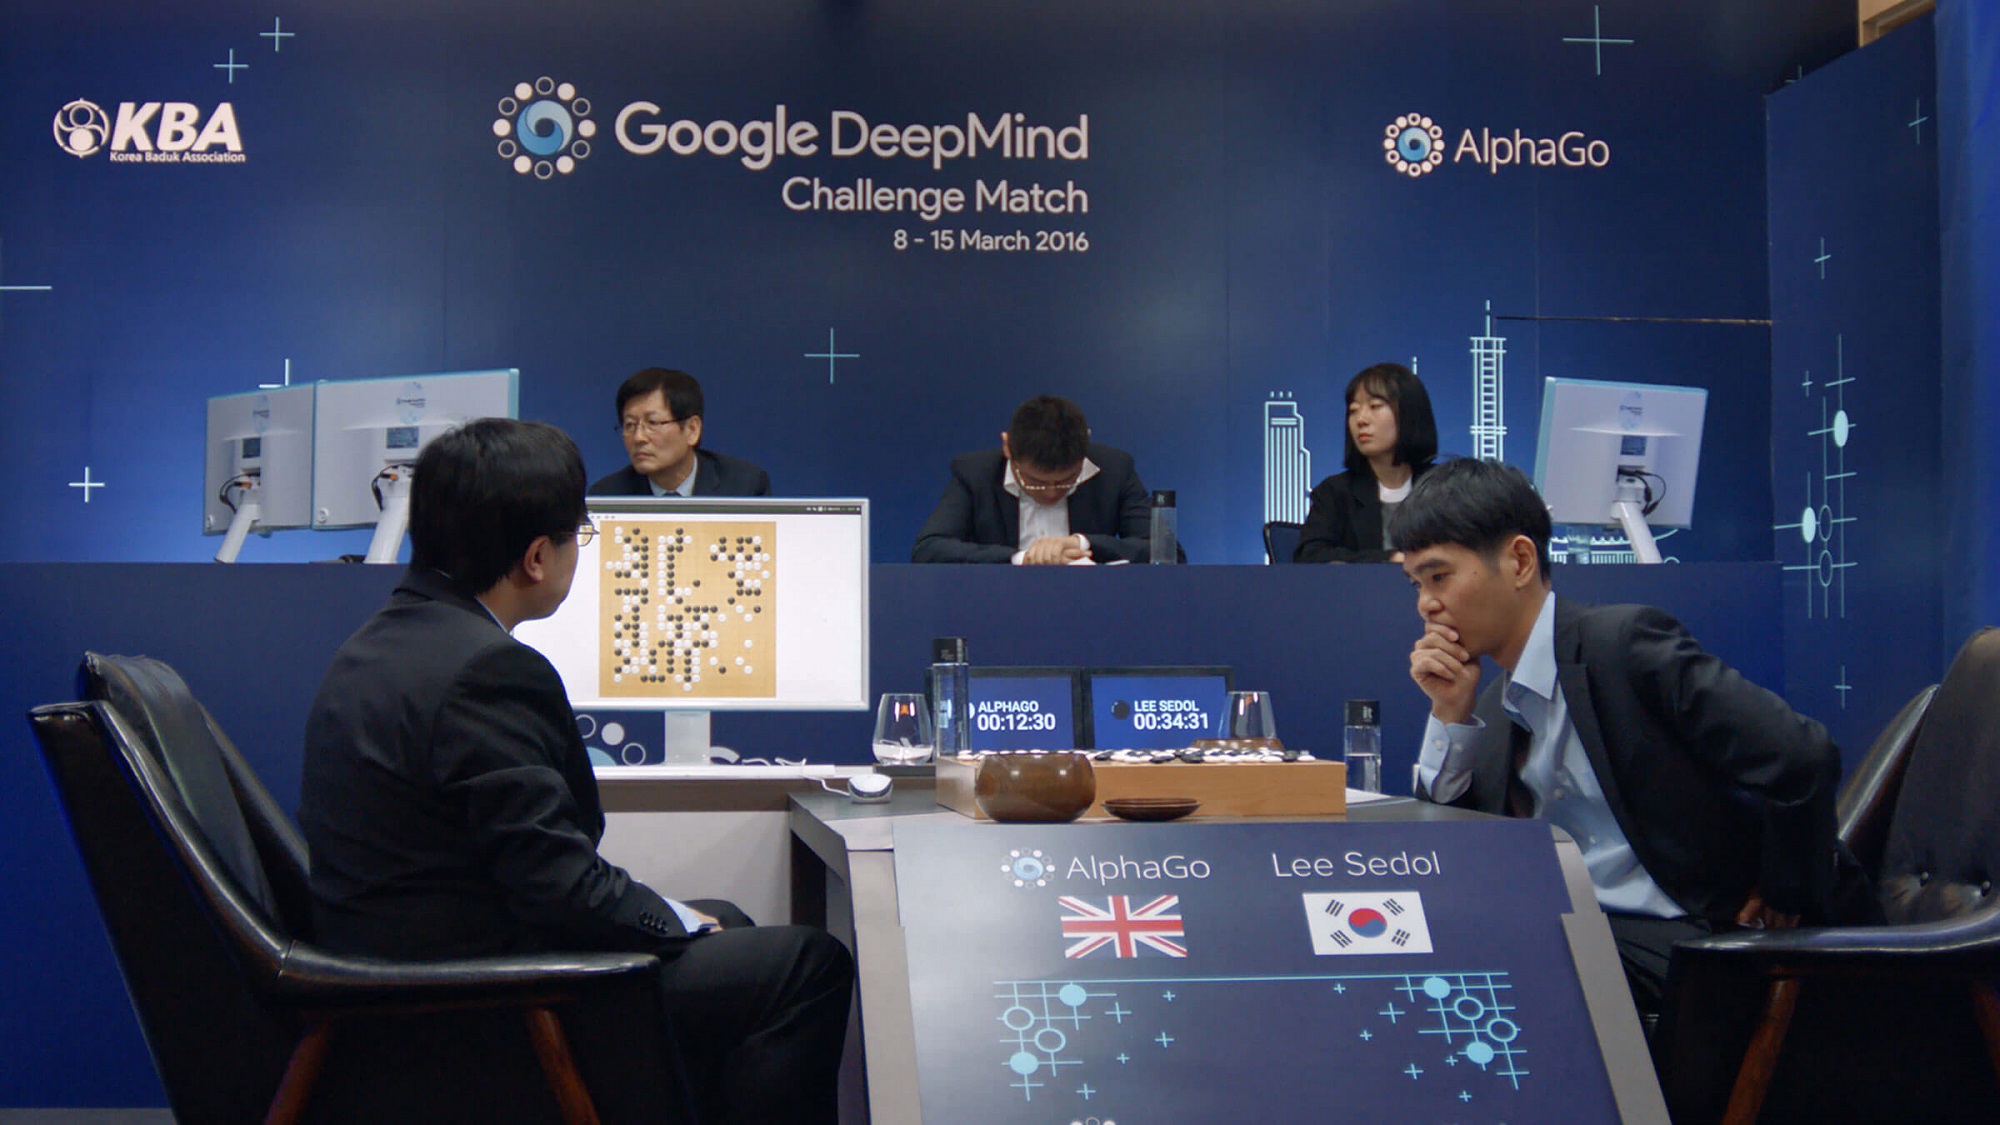 KBA
Korea Baduk Association
Google DeepMind
Challenge Match
8 - 15 March 2016
AlphaGo
ALPHAGO
00:12:30
LEE SEDOL
00:34:31
AlphaGo
Lee Sedol